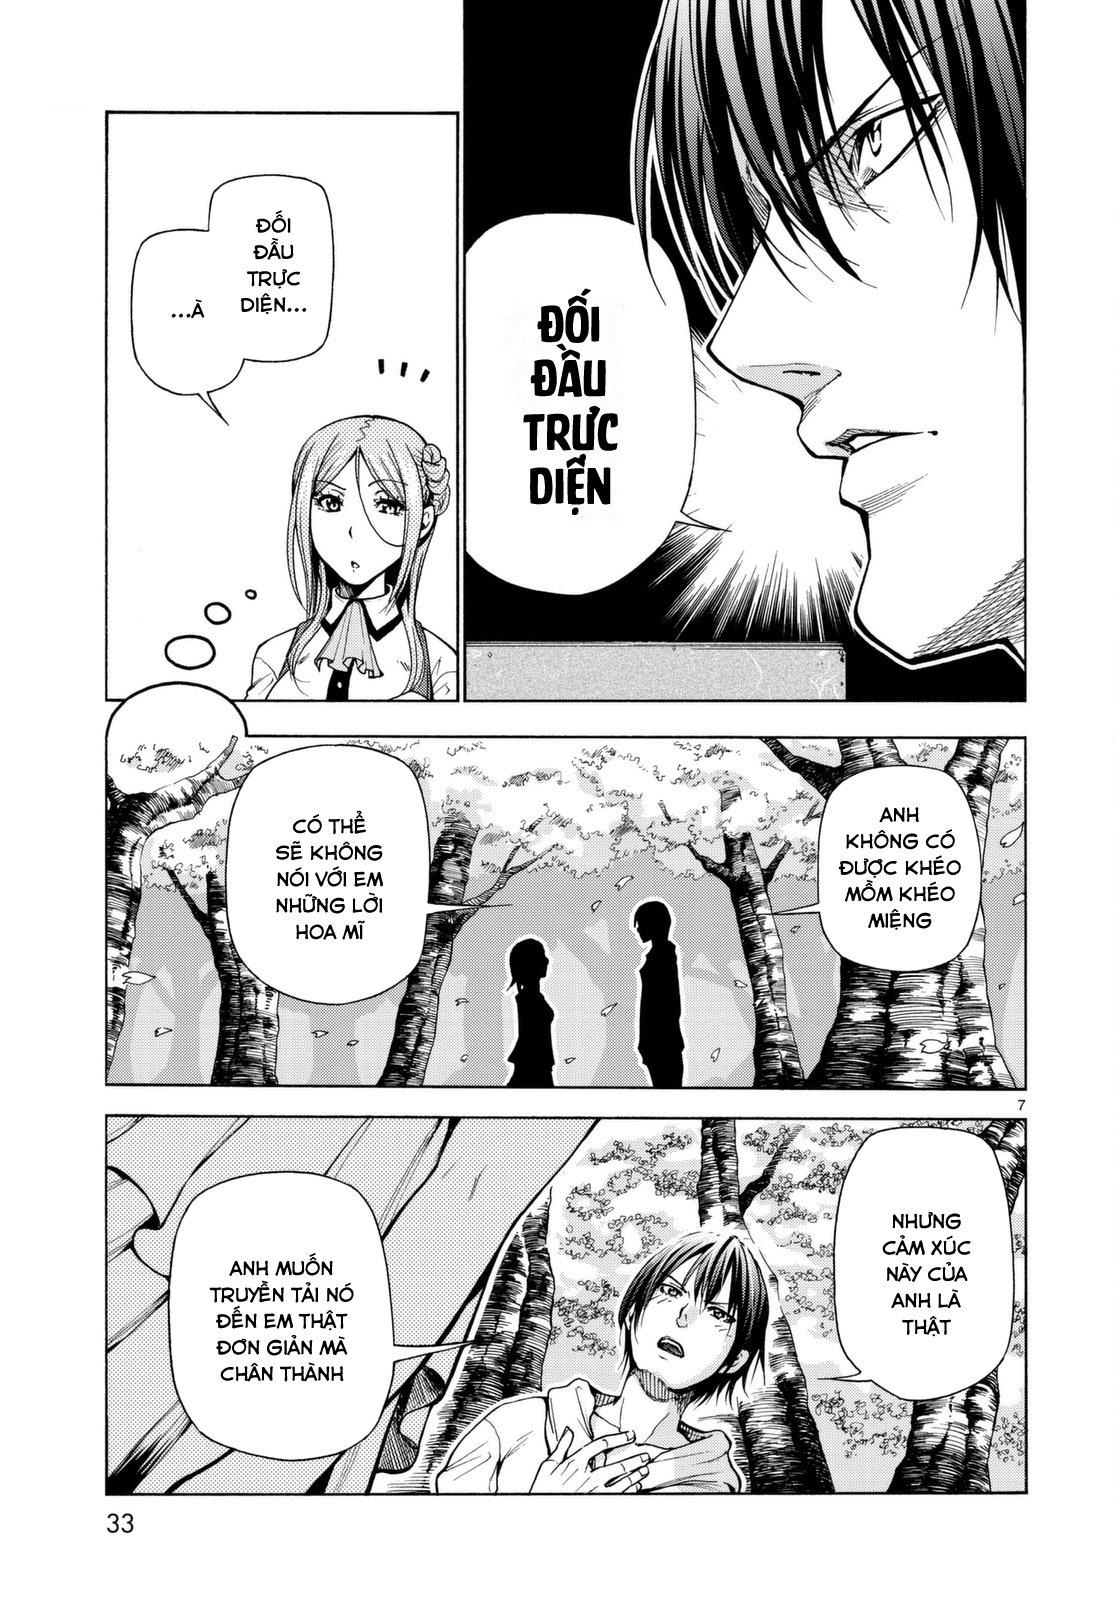 ĐỐI
ĐẦU
TRỰC
DIỆN
ĐỐI
ĐẦU
TRỰC
DIỆN...
...À
ANH
KHÔNG CÓ
ĐƯỢC KHÉO
MỒM KHÉO
MIỆNG
CÓ THỂ
SẼ KHÔNG
NÓI VỚI EM
NHỮNG LỜI
HOA MĨ
7
NHƯNG
CẢM XÚC
NÀY CỦA
ANH LÀ
THẬT
ANH MUỐN
TRUYỀN TẢI NÓ
ĐẾN EM THẬT
ĐƠN GIẢN MÀ
CHÂN THÀNH
33